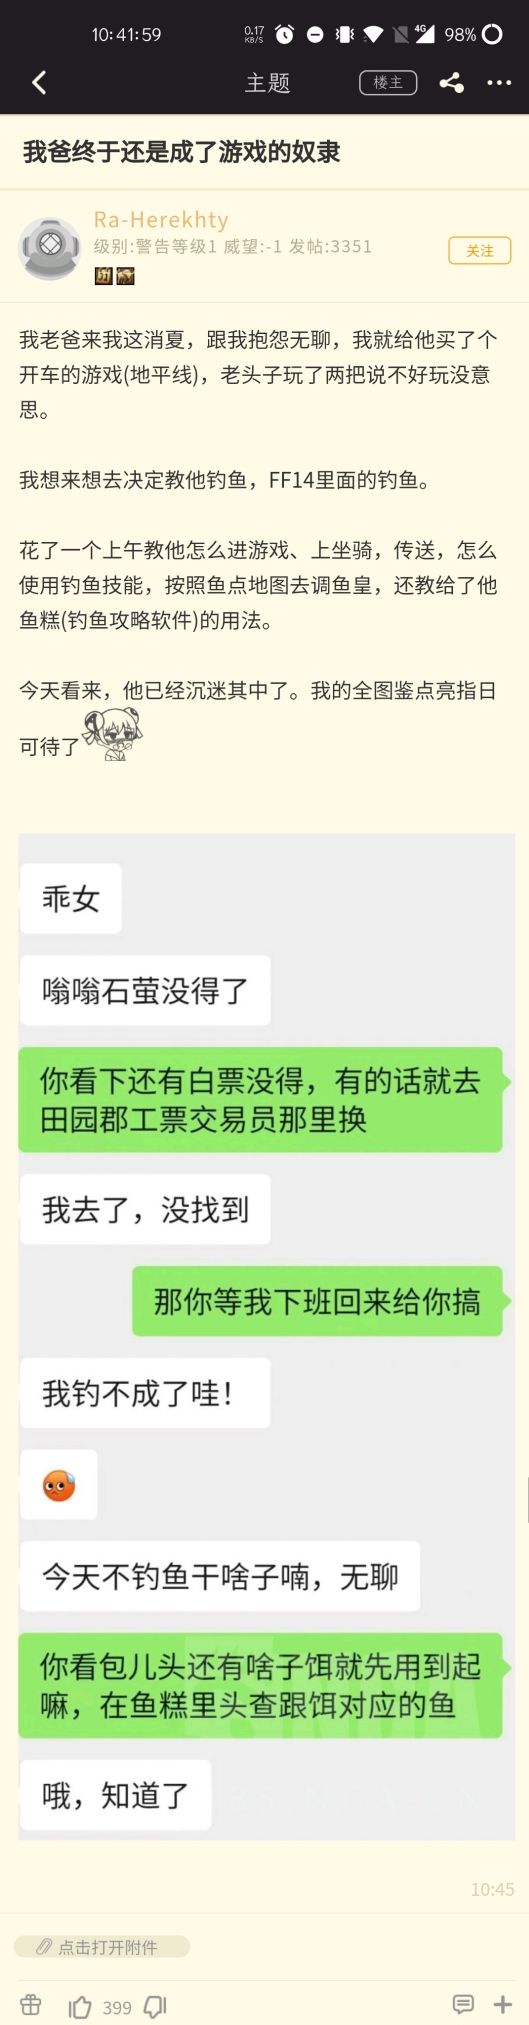 10:41:59
0.17
KB/S
4G
98%
主题
楼主
我爸终于还是成了游戏的奴隶
Ra-Herekhty
级别:警告等级1 威望:-1 发帖:3351
关注
我老爸来我这消夏，跟我抱怨无聊，我就给他买了个
开车的游戏(地平线)，老头子玩了两把说不好玩没意
思。
我想来想去决定教他钓鱼，FF14里面的钓鱼。
花了一个上午教他怎么进游戏、上坐骑，传送，怎么
使用钓鱼技能，按照鱼点地图去调鱼皇，还教给了他
鱼糕(钓鱼攻略软件)的用法。
今天看来，他已经沉迷其中了。我的全图鉴点亮指日
可待了
乖女
嗡嗡石萤没得了
你看下还有白票没得，有的话就去
田园郡工票交易员那里换
我去了，没找到
那你等我下班回来给你搞
我钓不成了哇！
今天不钓鱼干啥子喃，无聊
你看包儿头还有啥子饵就先用到起
嘛，在鱼糕里头查跟饵对应的鱼
哦，知道了
10:45
点击打开附件
399